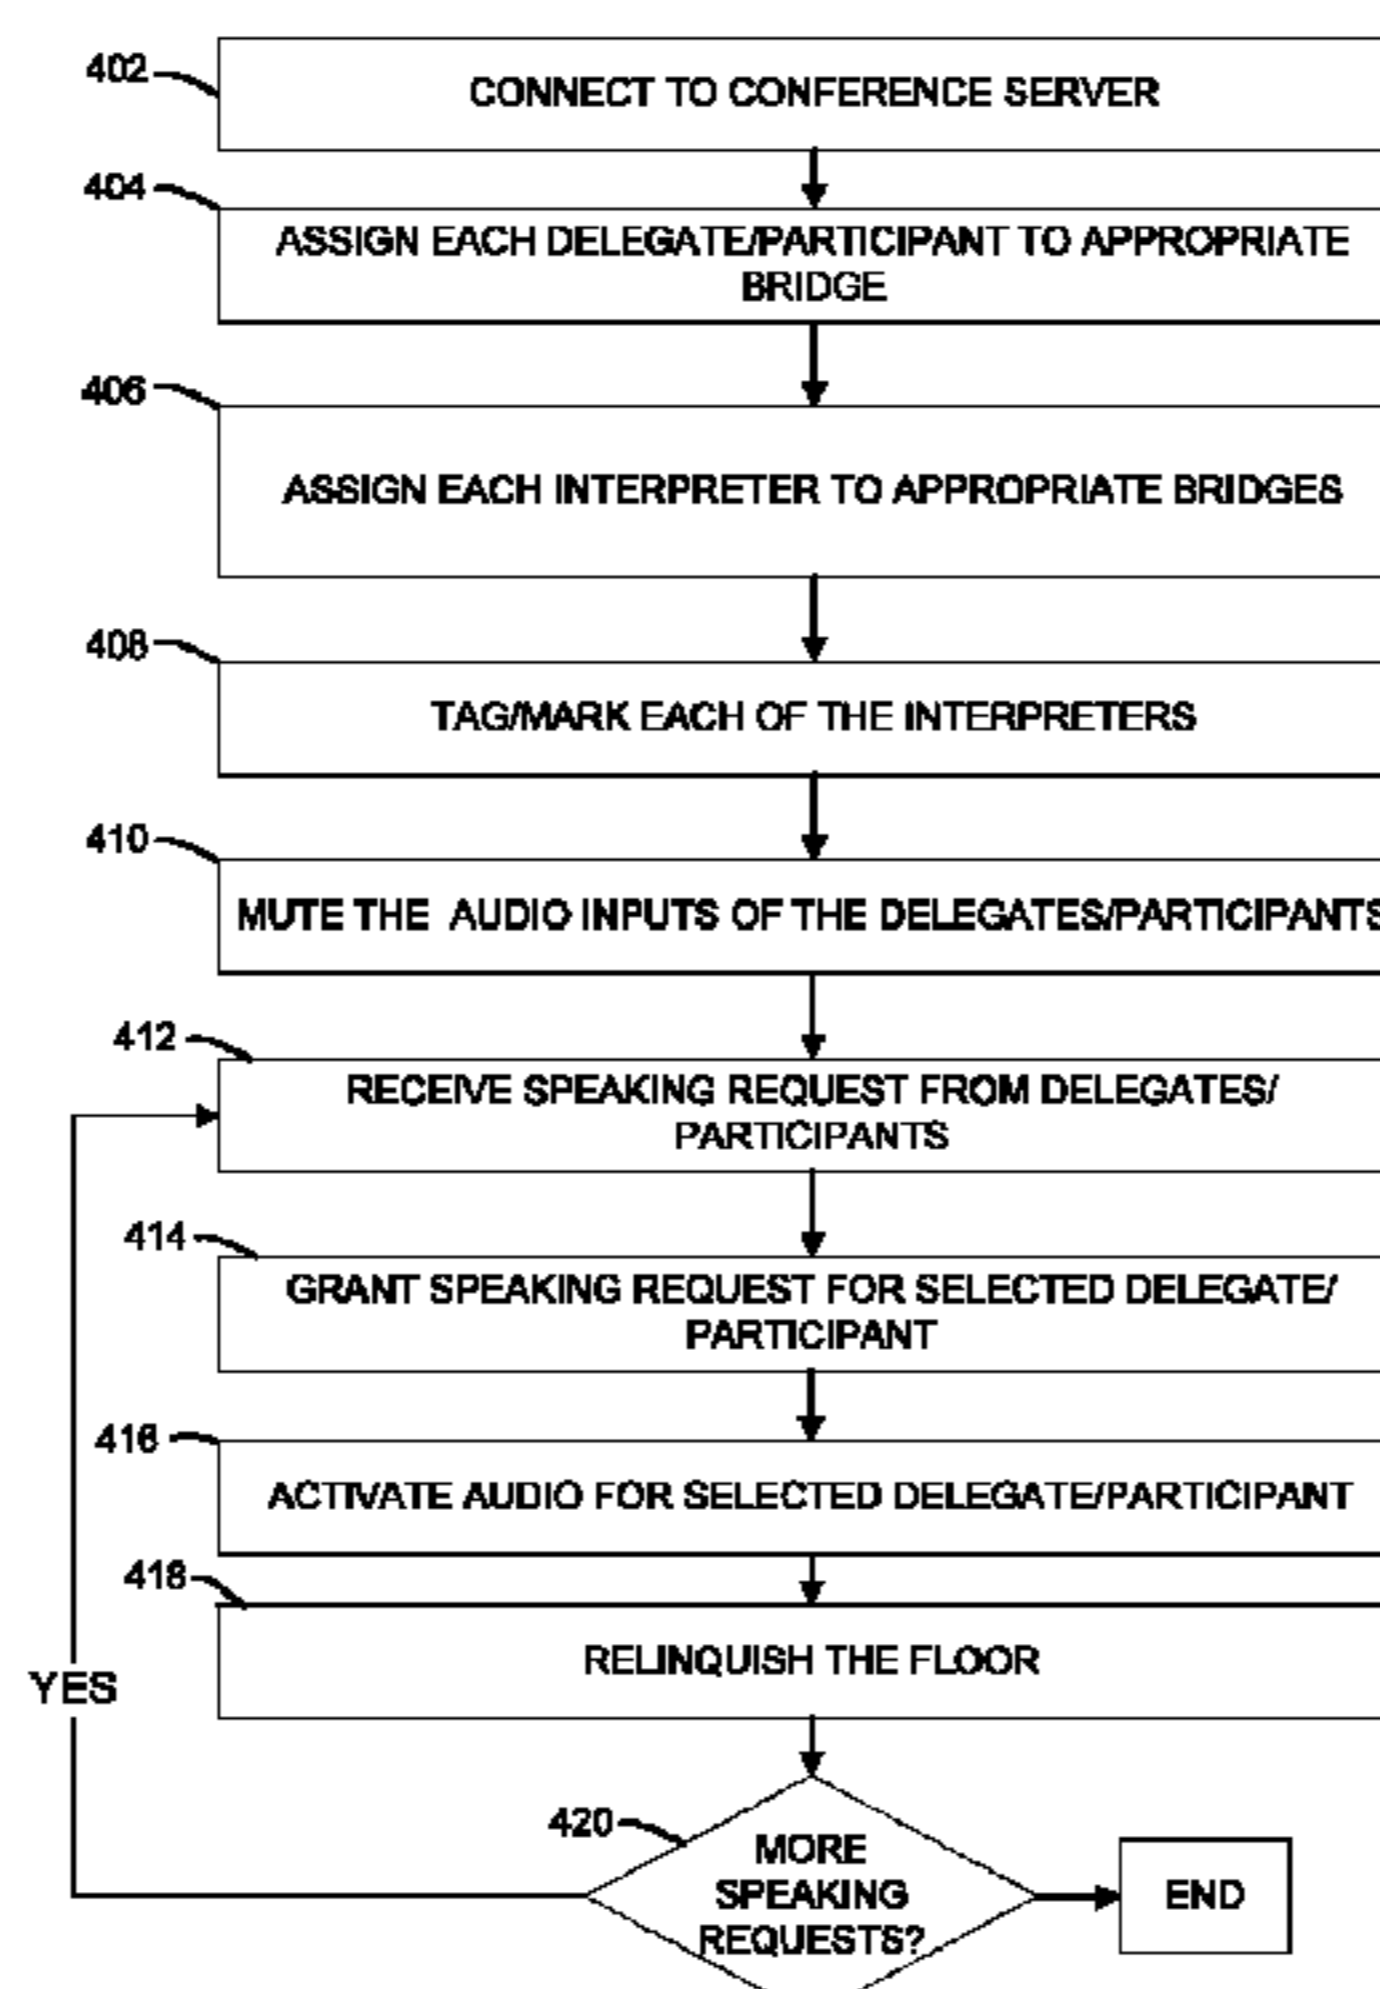 402
CONNECT TO CONFERENCE SERVER
404
ASSIGN EACH DELEGATE/PARTICIPANT TO APPROPRIATE
BRIDGE
406
ASSIGN EACH INTERPRETER TO APPROPRIATE BRIDGES
408
TAG/MARK EACH OF THE INTERPRETERS
410
MUTE THE AUDIO INPUTS OF THE DELEGATES/PARTICIPANTS
412
RECEIVE SPEAKING REQUEST FROM DELEGATES/
PARTICIPANTS
414
GRANT SPEAKING REQUEST FOR SELECTED DELEGATE/
PARTICIPANT
416
ACTIVATE AUDIO FOR SELECTED DELEGATE/PARTICIPANT
418
RELINQUISH THE FLOOR
YES
420
MORE
SPEAKING
REQUESTS?
END